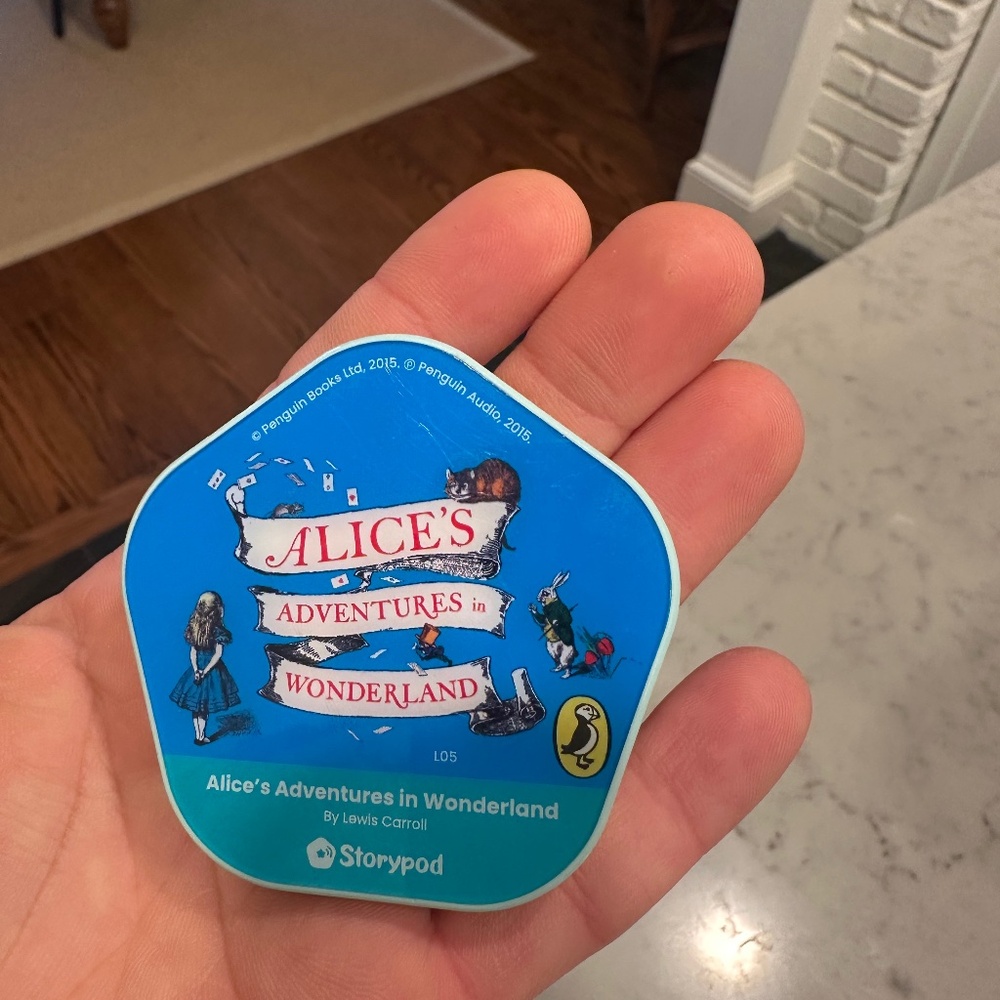 © Penguin Books Ltd, 2015. ℗ Penguin Audio, 2015.
ALICE'S
ADVENTURES in
WONDERLAND
L05
Alice's Adventures in Wonderland
By Lewis Carroll
Storypod